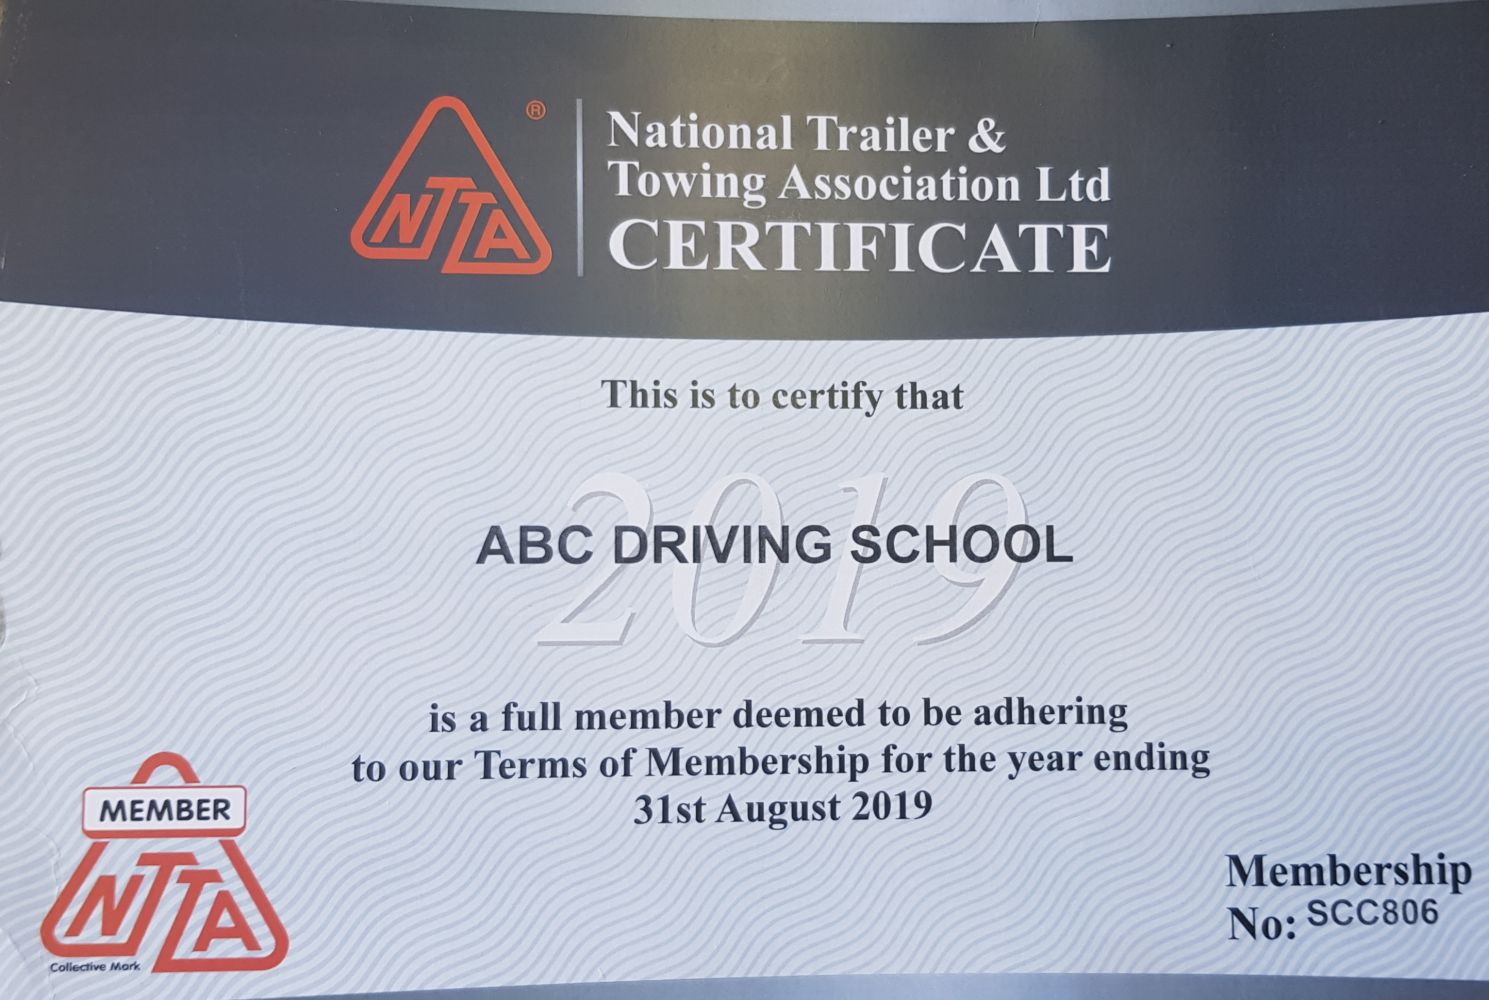 NTTA ®
National Trailer &
Towing Association Ltd
CERTIFICATE
This is to certify that
2019
ABC DRIVING SCHOOL
is a full member deemed to be adhering
to our Terms of Membership for the year ending
31st August 2019
MEMBER
NTTA
Collective Mark
Membership
No: SCC806